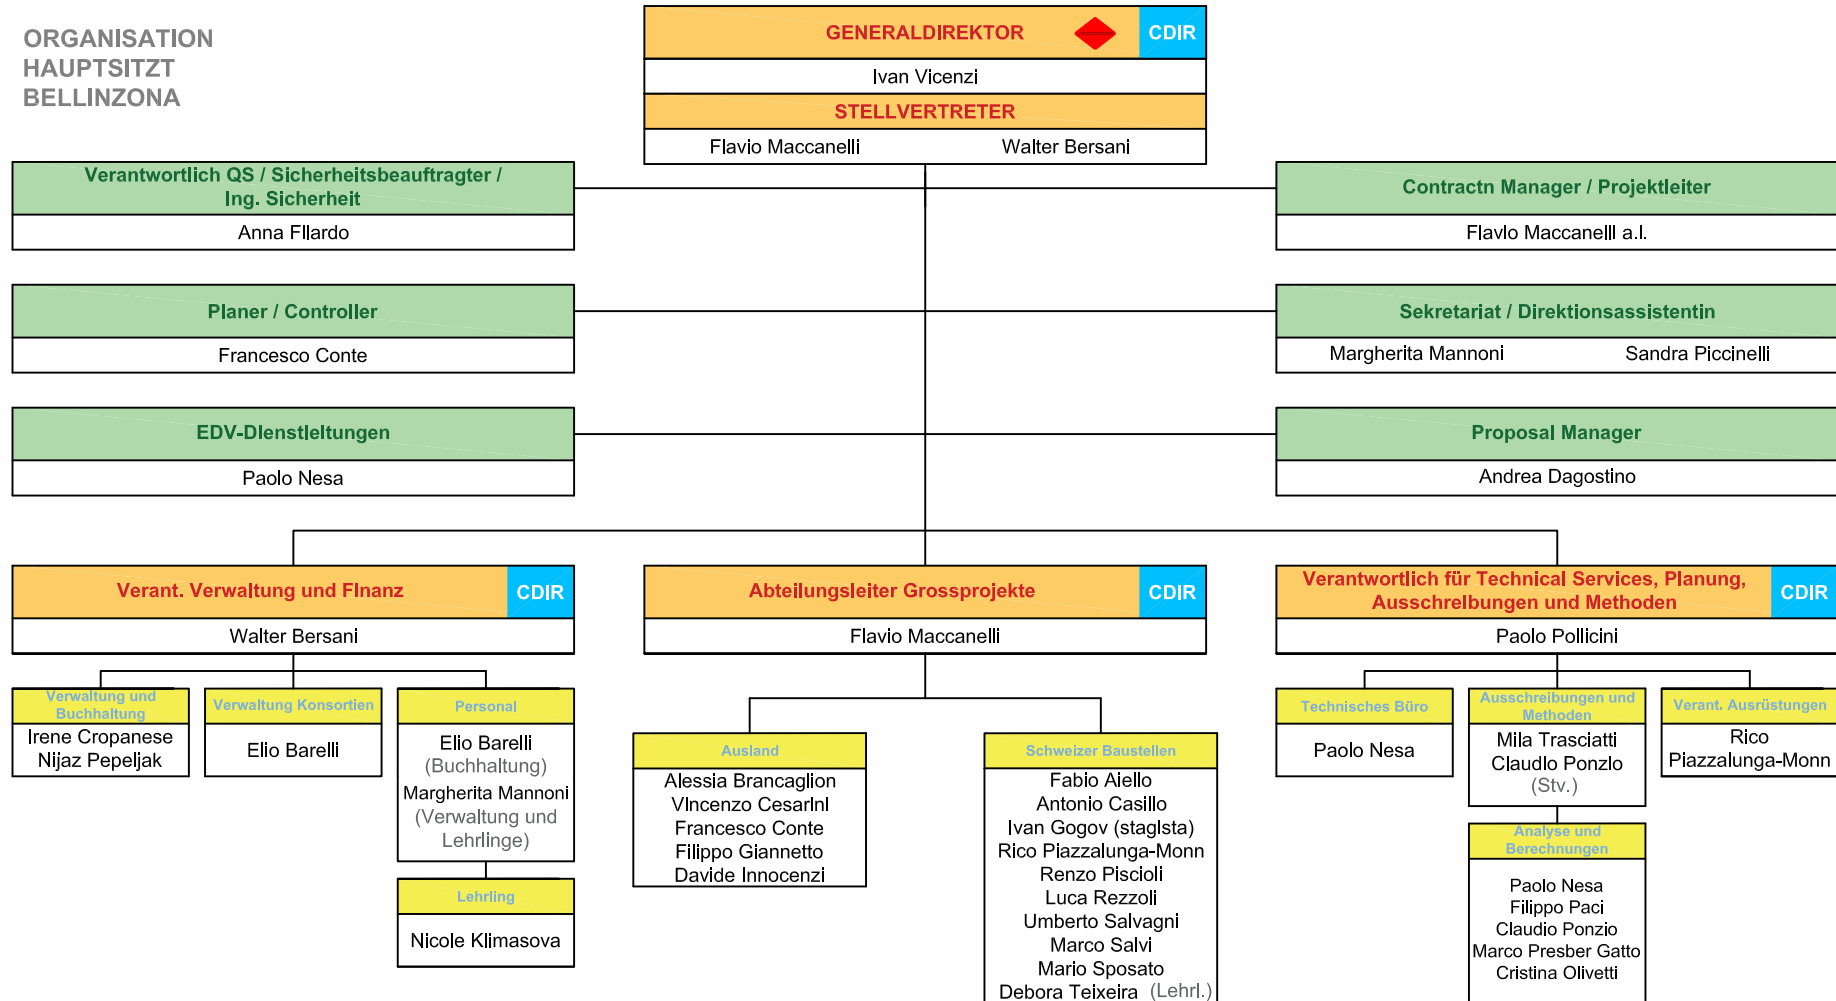 ORGANISATION
HAUPTSITZT
BELLINZONA
GENERALDIREKTOR
CDIR
Ivan Vicenzi
STELLVERTRETER
Flavio Maccanelli
Walter Bersani
Verantwortlich QS / Sicherheitsbeauftragter /
Ing. Sicherheit
Anna FIlardo
Contractn Manager / Projektleiter
FlavIo MaccanellI a.I.
Planer / Controller
Francesco Conte
Sekretariat / Direktionsassistentin
Margherita Mannoni
Sandra Piccinelli
EDV-DIenstleItungen
Paolo Nesa
Proposal Manager
Andrea Dagostino
Verant. Verwaltung und FInanz
CDIR
Walter Bersani
Abteilungsleiter Grossprojekte
CDIR
Flavio Maccanelli
Verantwortlich für Technical Services, Planung,
AusschreIbungen und Methoden
CDIR
Paolo Pollicini
Verwaltung und
Buchhaltung
Irene Cropanese
Nijaz Pepeljak
Verwaltung Konsortien
Elio Barelli
Personal
Elio Barelli
(Buchhaltung)
Margherita Mannoni
(Verwaltung und
Lehrlinge)
Lehrling
Nicole Klimasova
Ausland
Alessia Brancaglion
VIncenzo CesarInI
Francesco Conte
Filippo Giannetto
Davide Innocenzi
Schweizer Baustellen
Fabio Aiello
Antonio Casillo
Ivan Gogov (stagIsta)
Rico Piazzalunga-Monn
Renzo Piscioli
Luca Rezzoli
Umberto Salvagni
Marco Salvi
Mario Sposato
Debora Teixeira (Lehrl.)
Technisches Büro
Paolo Nesa
Ausschreibungen und
Methoden
Mila Trasciatti
ClaudIo PonzIo
(Stv.)
Verant. Ausrüstungen
Rico
Piazzalunga-Monn
Analyse und
Berechnungen
Paolo Nesa
Filippo Paci
Claudio Ponzio
Marco Presber Gatto
Cristina Olivetti